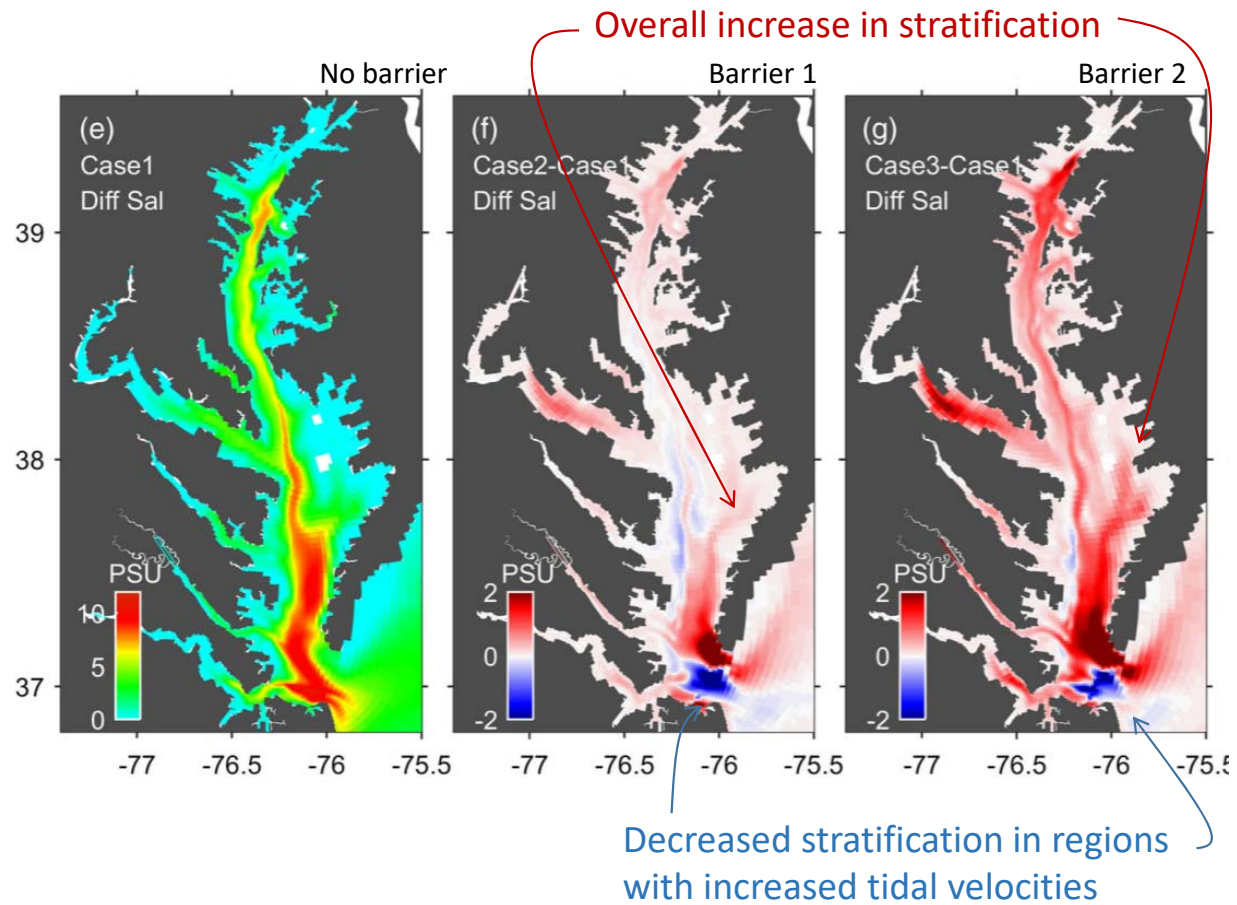 Overall increase in stratification
No barrier
Barrier 1
Barrier 2
(e)
Case1
Diff Sal
(f)
Case2-Case1
Diff Sal
(g)
Case3-Case1
Diff Sal
39
38
37
PSU
10
5
0
PSU
2
0
-2
PSU
2
0
-2
-77
-76.5
-76
-75.5
-77
-76.5
-76
-75.5
-77
-76.5
-76
-75.5
Decreased stratification in regions
with increased tidal velocities